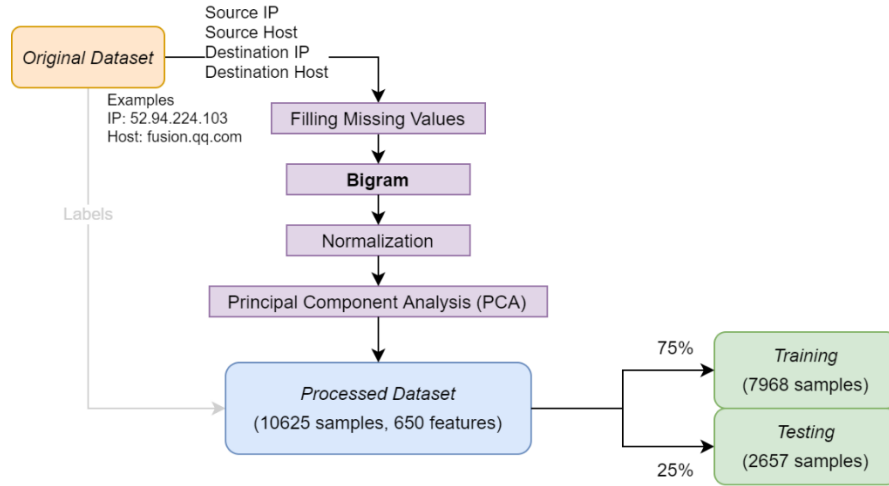 Original Dataset
Source IP
Source Host
Destination IP
Destination Host
Examples
IP: 52.94.224.103
Host: fusion.qq.com
Filling Missing Values
Bigram
Labels
Normalization
Principal Component Analysis (PCA)
Processed Dataset
(10625 samples, 650 features)
75%
Training
(7968 samples)
Testing
(2657 samples)
25%